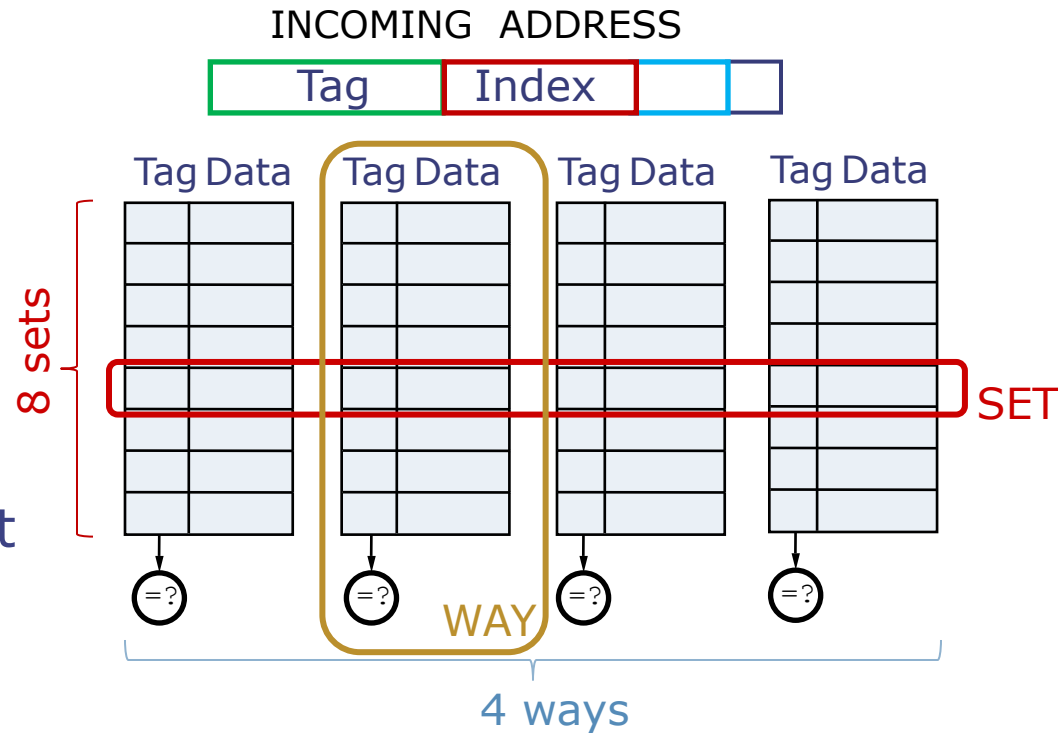 INCOMING ADDRESS
Tag Index
Tag Data Tag Data Tag Data Tag Data
8 sets
SET
t
=? =? =? =?
WAY
4 ways